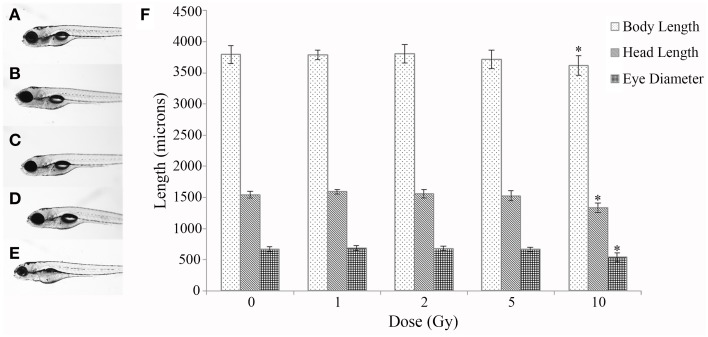 A
B
C
D
E
F
4500
4000
3500
3000
2500
2000
1500
1000
500
0
Length (microns)
*
*
*
Body Length
Head Length
Eye Diameter
0 1 2 5 10
Dose (Gy)